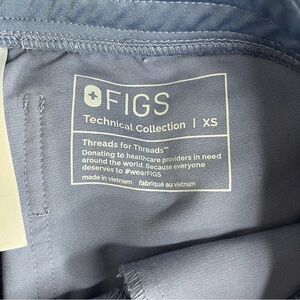 FIGS
Technical Collection | XS
Threads for Threads™
Donating to healthcare providers in need
around the world. Because everyone
deserves to #wearFIGS
made in vietnam fabriqué au vietnam